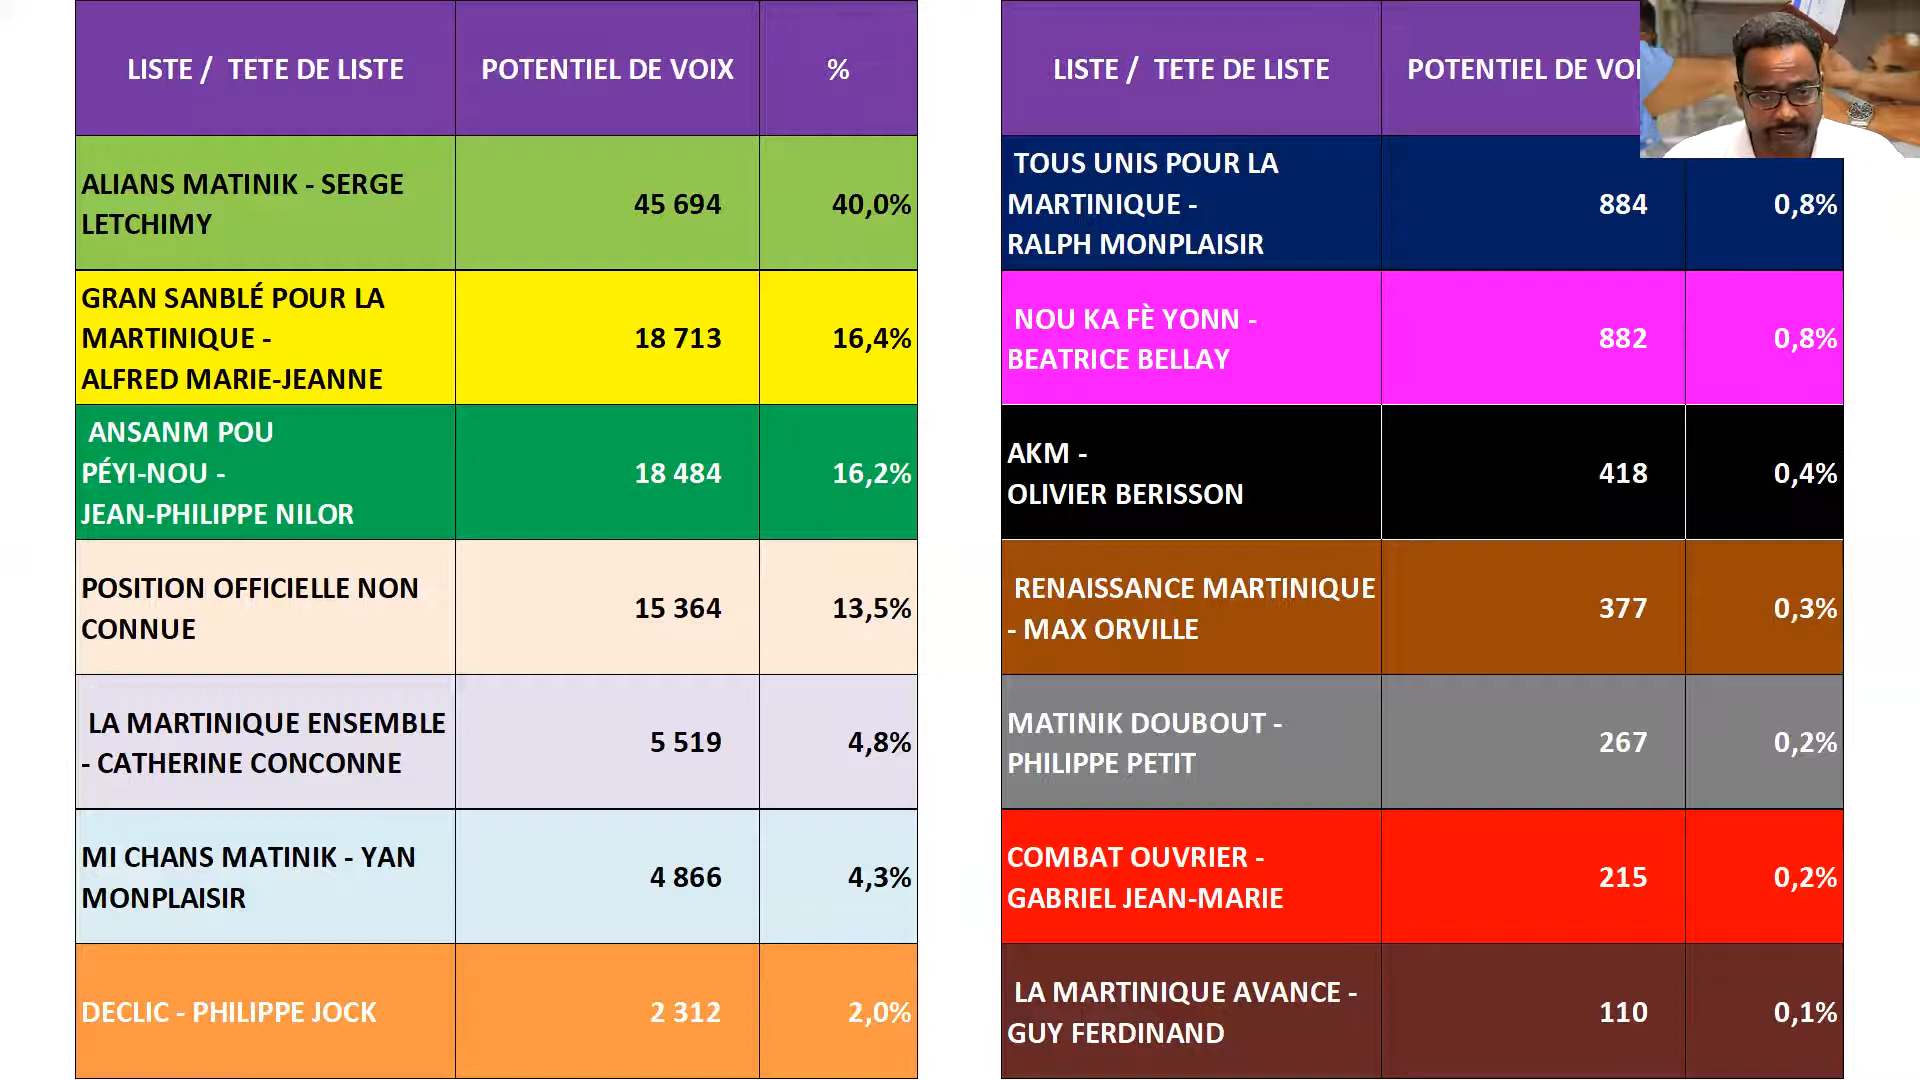 LISTE / TETE DE LISTE POTENTIEL DE VOIX %
ALIANS MATINIK - SERGE
LETCHIMY
45 694 40,0%
GRAN SANBLÉ POUR LA
MARTINIQUE -
ALFRED MARIE-JEANNE
18 713 16,4%
ANSANM POU
PÉYI-NOU -
JEAN-PHILIPPE NILOR
18 484 16,2%
POSITION OFFICIELLE NON
CONNUE
15 364 13,5%
LA MARTINIQUE ENSEMBLE
- CATHERINE CONCONNE
5 519 4,8%
MI CHANS MATINIK - YAN
MONPLAISIR
4 866 4,3%
DECLIC - PHILIPPE JOCK 2 312 2,0%
LISTE / TETE DE LISTE POTENTIEL DE
TOUS UNIS POUR LA
MARTINIQUE -
RALPH MONPLAISIR
884 0,8%
NOU KA FÈ YONN -
BEATRICE BELLAY
882 0,8%
AKM -
OLIVIER BERISSON
418 0,4%
RENAISSANCE MARTINIQUE
- MAX ORVILLE
377 0,3%
MATINIK DOUBOUT -
PHILIPPE PETIT
267 0,2%
COMBAT OUVRIER -
GABRIEL JEAN-MARIE
215 0,2%
LA MARTINIQUE AVANCE -
GUY FERDINAND
110 0,1%